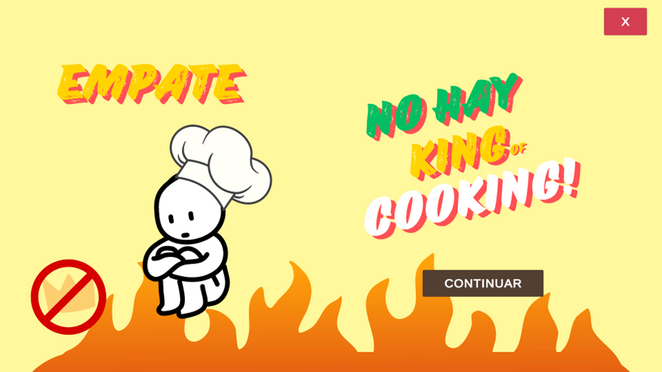 X
EMPATE
NO HAY
KING OF
COOKING!
CONTINUAR